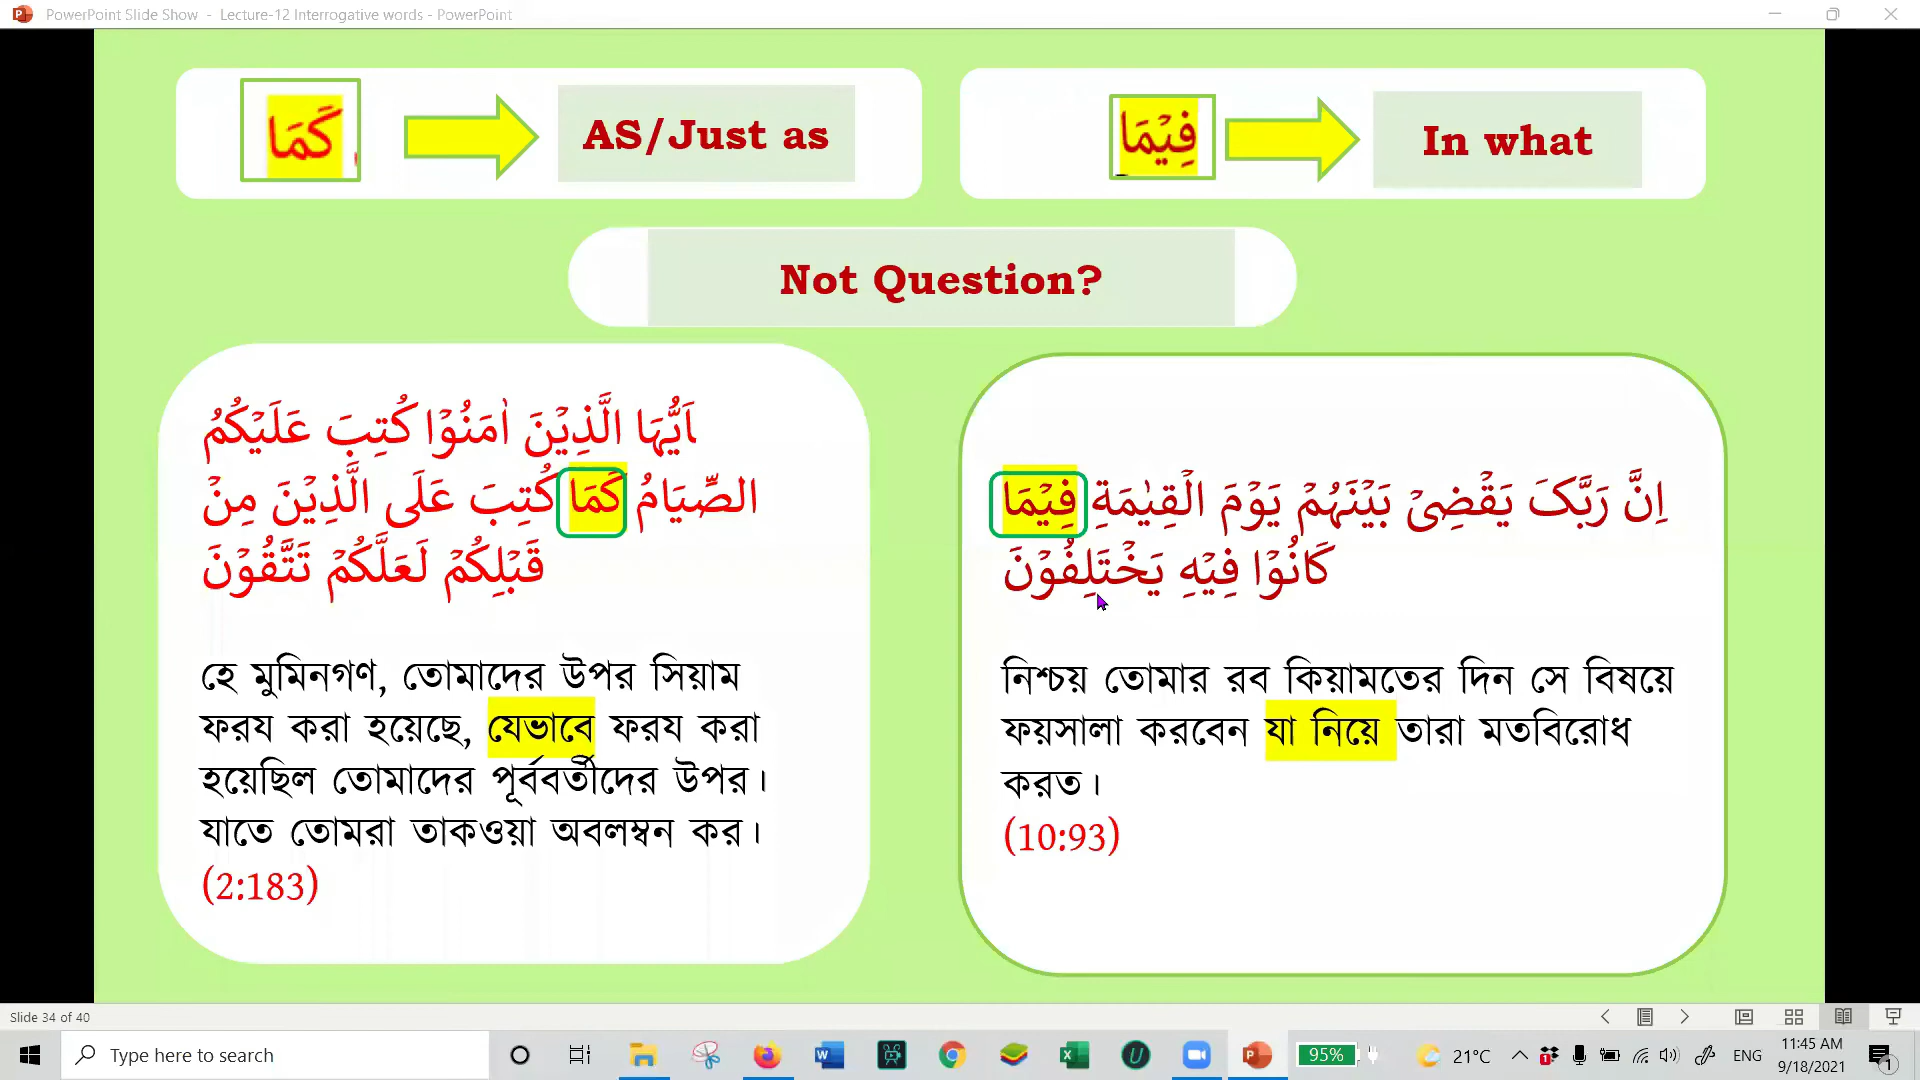 PowerPoint Slide Show - Lecture-12 Interrogative words - PowerPoint
كَمَا
AS/Just as
فِيْمَا
In what
Not Question?
اَيُّهَا الَّذِيْنَ اٰمَنُوْا كُتِبَ عَلَيْكُمُ
الصِّيَامُ كَمَا كُتِبَ عَلَى الَّذِيْنَ مِنْ
قَبْلِكُمْ لَعَلَّكُمْ تَتَّقُوْنَ
হে মুমিনগণ, তোমাদের উপর সিয়াম
ফরয করা হয়েছে, যেভাবে ফরয করা
হয়েছিল তোমাদের পূর্ববর্তীদের উপর।
যাতে তোমরা তাকওয়া অবলম্বন কর।
(2:183)
اِنَّ رَبَّکَ يَقْضِىْ بَيْنَهُمْ يَوْمَ الْقِيٰمَةِ فِيْمَا
كَانُوْا فِيْهِ يَخْتَلِفُوْنَ
নিশ্চয় তোমার রব কিয়ামতের দিন সে বিষয়ে
ফয়সালা করবেন যা নিয়ে তারা মতবিরোধ
করত।
(10:93)
Slide 34 of 40
Type here to search
95%
21°C
ENG
11:45 AM
9/18/2021
1